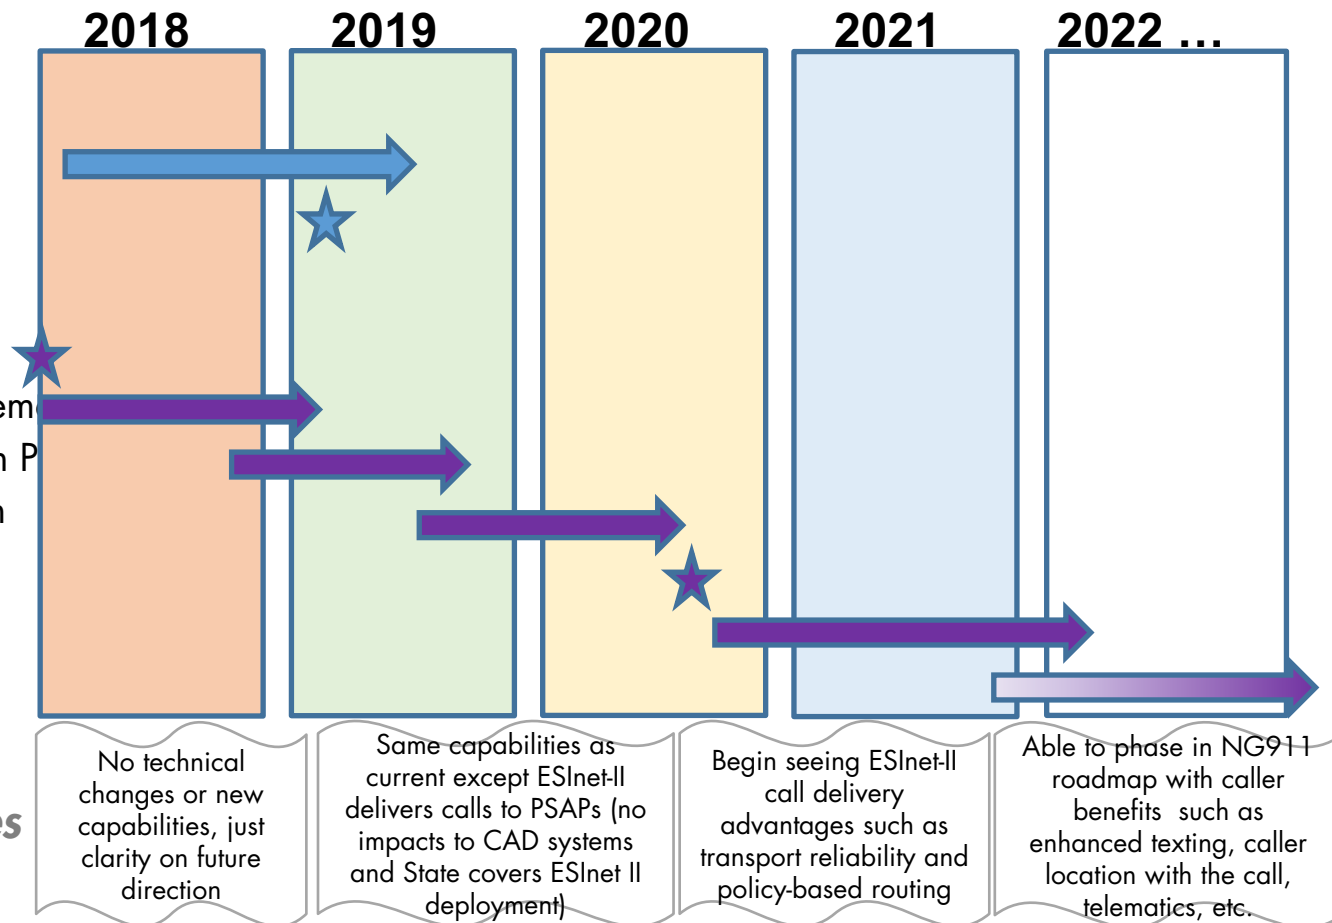 2018 2019 2020 2021 2022 ...
em
n P
n
es
No technical
changes or new
capabilities, just
clarity on future
direction
Same capabilities as
current except ESInet-II
delivers calls to PSAPs (no
impacts to CAD systems
and State covers ESInet II
deployment)
Begin seeing ESInet-II
call delivery
advantages such as
transport reliability and
policy-based routing
Able to phase in NG911
roadmap with caller
benefits such as
enhanced texting, caller
location with the call,
telematics, etc.